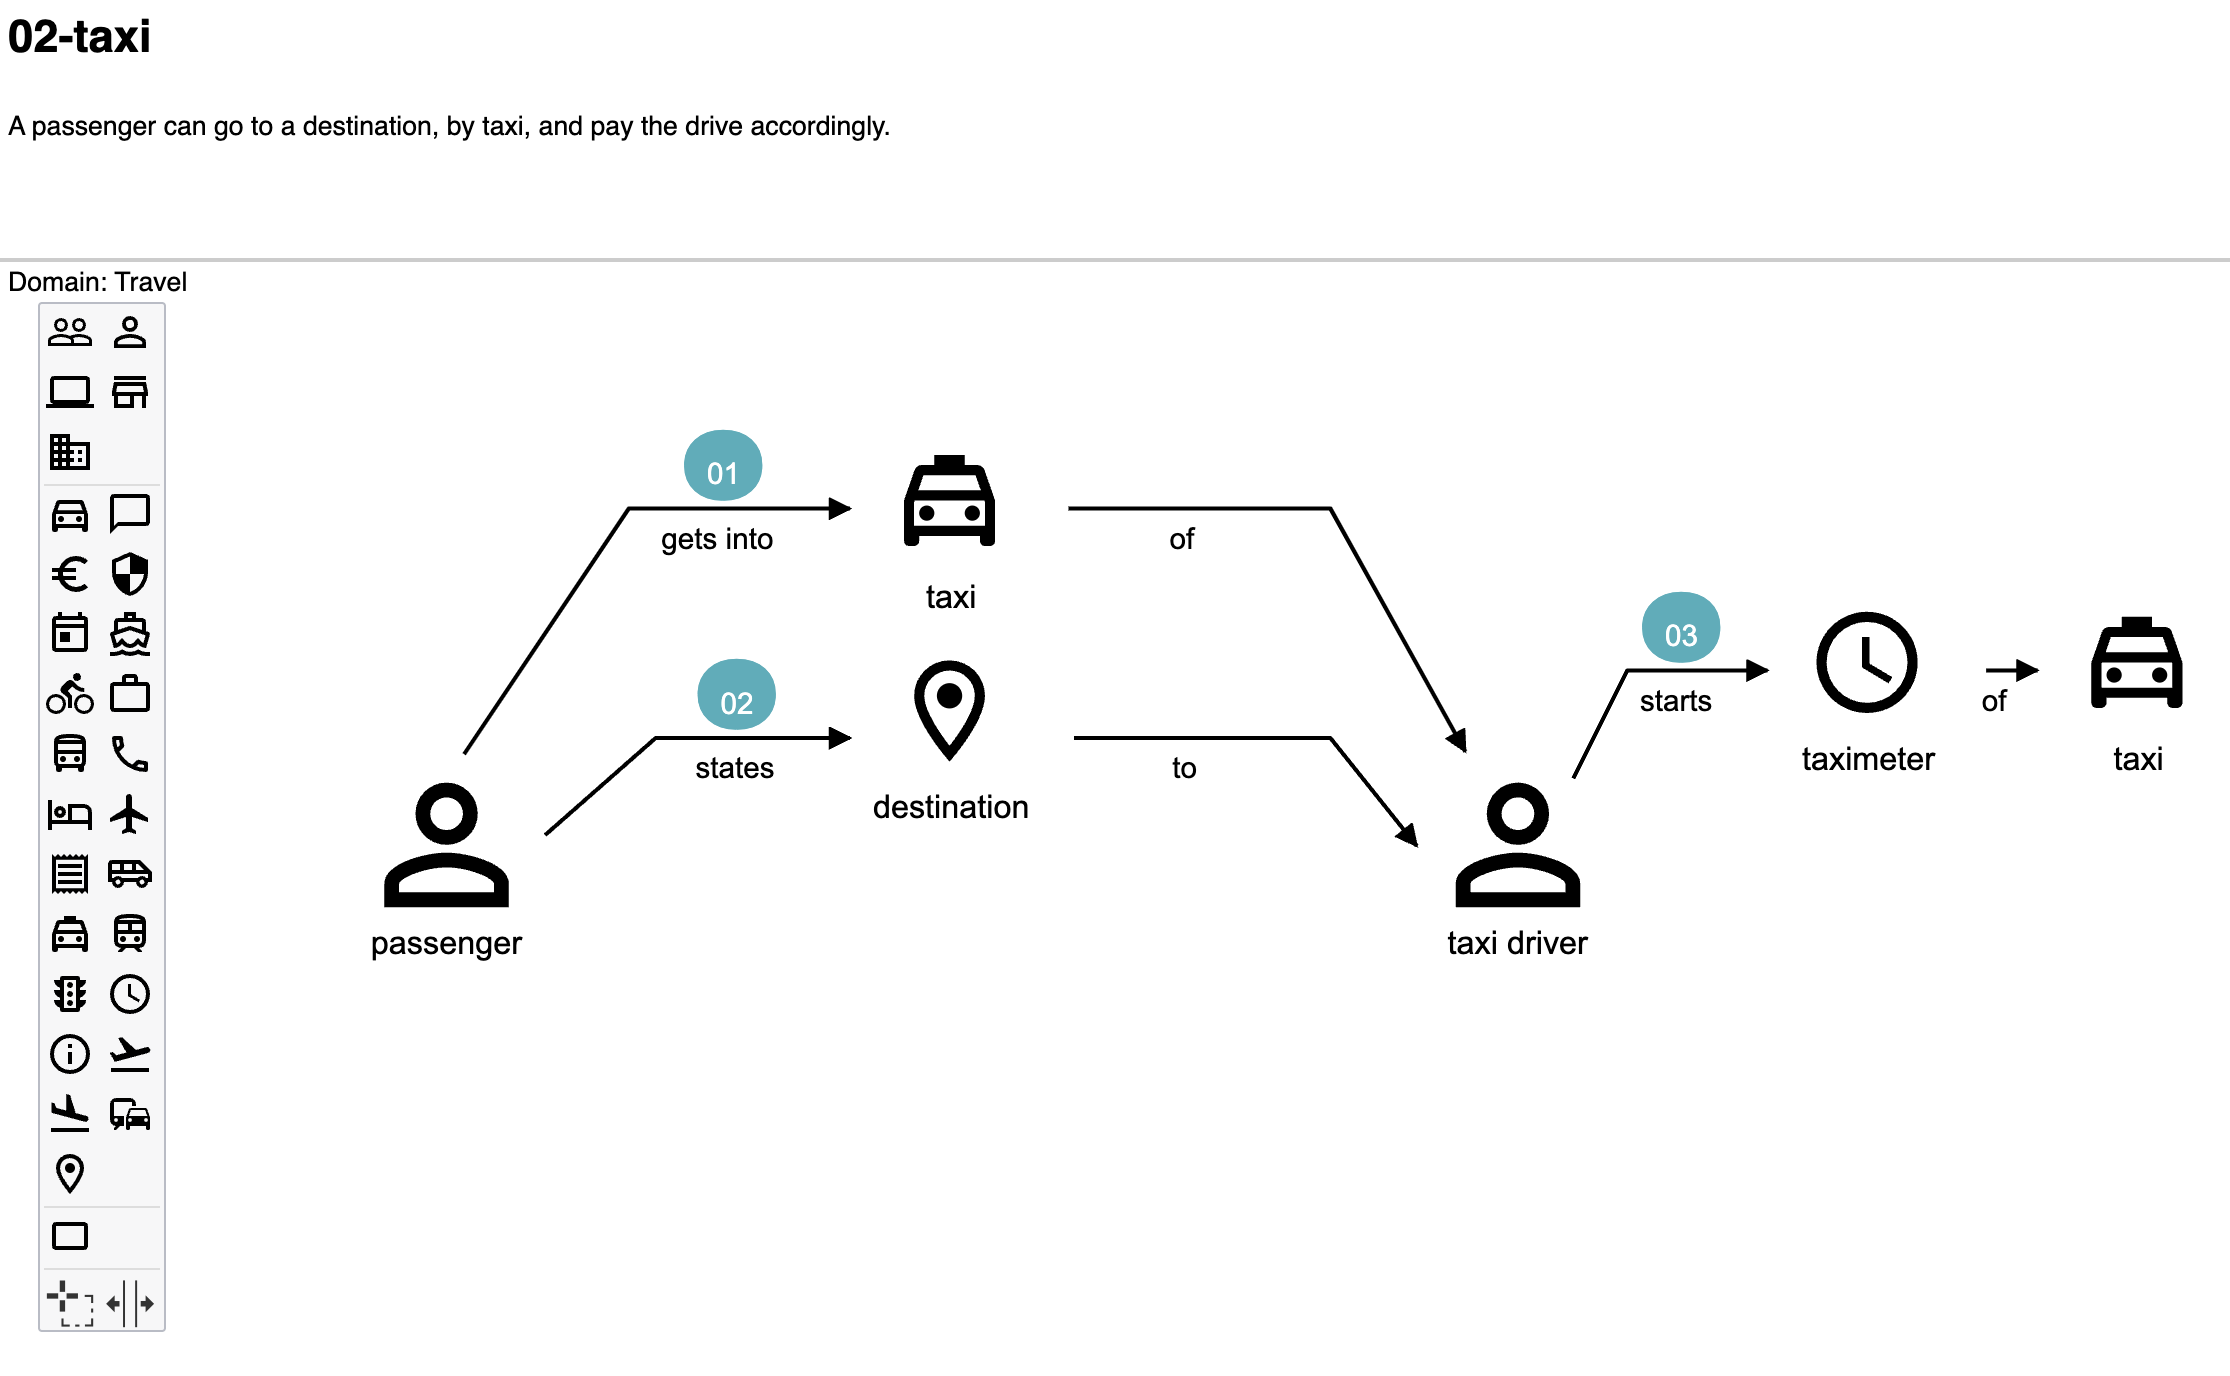 02-taxi
A passenger can go to a destination, by taxi, and pay the drive accordingly.
Domain: Travel
01
gets into
taxi
of
02
states
destination
to
passenger
taxi driver
03
starts
taximeter
of
taxi